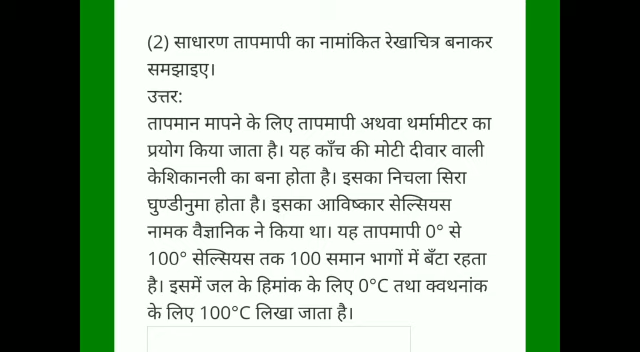 (2) साधारण तापमापी का नामांकित रेखाचित्र बनाकर
समझाइए।
उत्तर:
तापमान मापने के लिए तापमापी अथवा थर्मामीटर का
प्रयोग किया जाता है। यह काँच की मोटी दीवार वाली
केशिकानली का बना होता है। इसका निचला सिरा
घुण्डीनुमा होता है। इसका आविष्कार सेल्सियस
नामक वैज्ञानिक ने किया था। यह तापमापी 0° से
100° सेल्सियस तक 100 समान भागों में बँटा रहता
है। इसमें जल के हिमांक के लिए 0°C तथा क्वथनांक
के लिए 100°C लिखा जाता है।